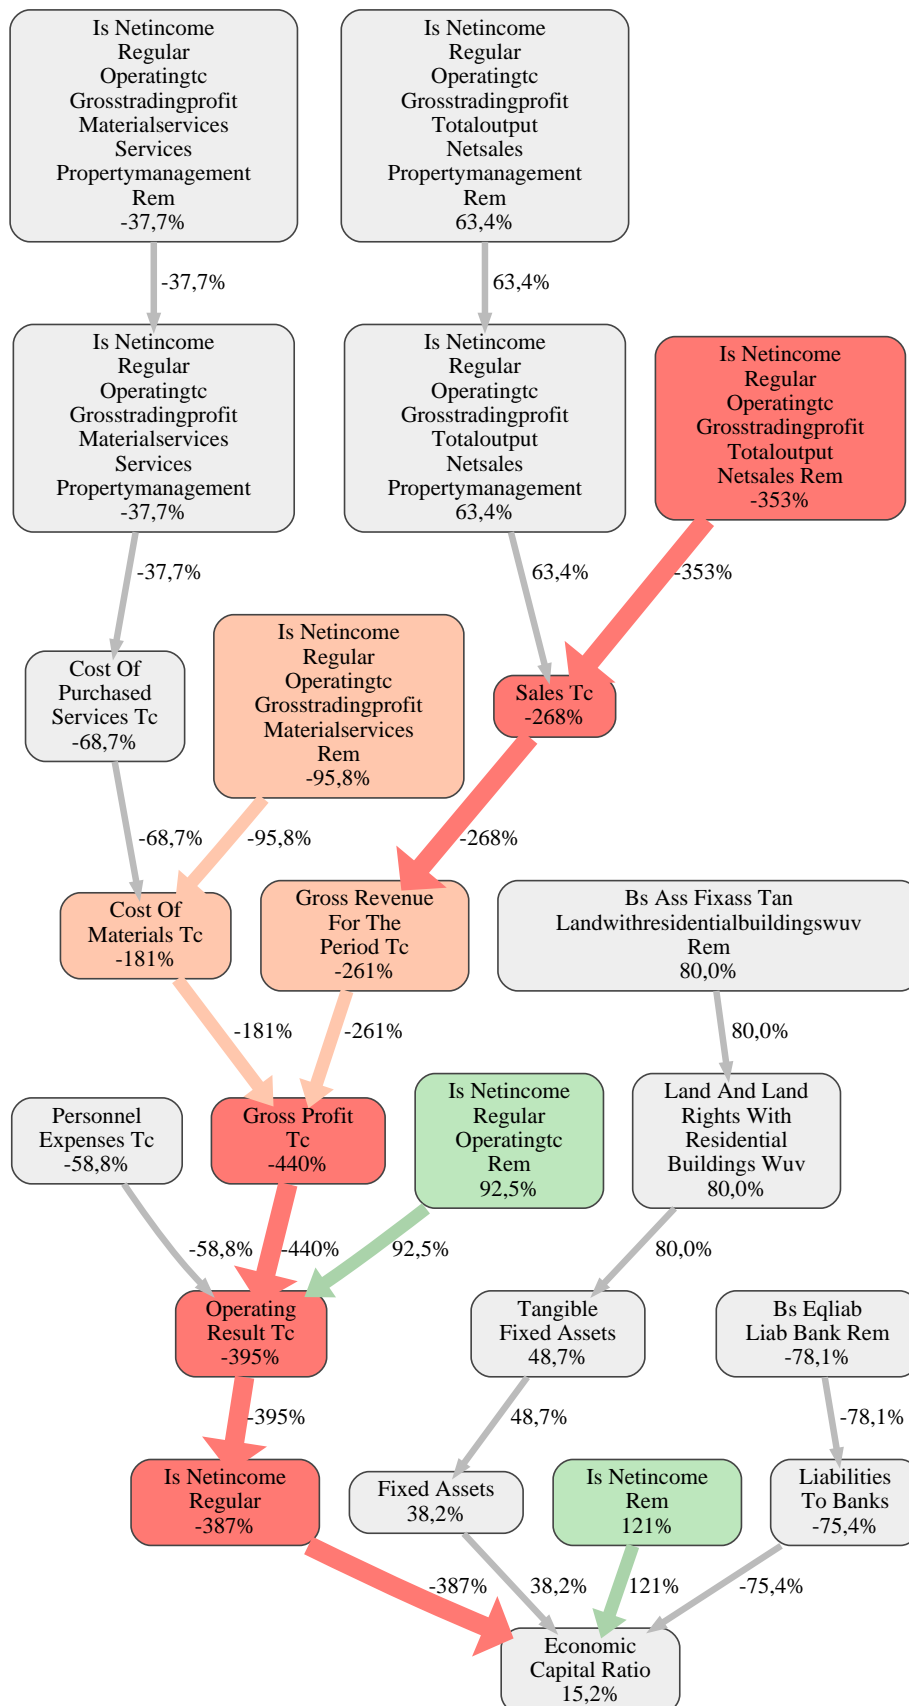 Is Netincome
Regular
Operatingtc
Grosstradingprofit
Materialservices
Services
Propertymanagement
Rem
-37,7%
Is Netincome
Regular
Operatingtc
Grosstradingprofit
Totaloutput
Netsales
Propertymanagement
Rem
63,4%
-37,7%
63,4%
Is Netincome
Regular
Operatingtc
Grosstradingprofit
Materialservices
Services
Propertymanagement
-37,7%
Is Netincome
Regular
Operatingtc
Grosstradingprofit
Totaloutput
Netsales
Propertymanagement
63,4%
Is Netincome
Regular
Operatingtc
Grosstradingprofit
Totaloutput
Netsales Rem
-353%
-37,7%
63,4%
-353%
Cost Of
Purchased
Services Tc
-68,7%
Is Netincome
Regular
Operatingtc
Grosstradingprofit
Materialservices
Rem
-95,8%
Sales Tc
-268%
-68,7%
-95,8%
-268%
Cost Of
Materials Tc
-181%
Gross Revenue
For The
Period Tc
-261%
Bs Ass Fixass Tan
Landwithresidentialbuildingswuv
Rem
80,0%
-181%
-261%
80,0%
Personnel
Expenses Tc
-58,8%
Gross Profit
Tc
-440%
Is Netincome
Regular
Operatingtc
Rem
92,5%
Land And Land
Rights With
Residential
Buildings Wuv
80,0%
-58,8%
-440%
92,5%
80,0%
Operating
Result Tc
-395%
Tangible
Fixed Assets
48,7%
Bs Eqliab
Liab Bank Rem
-78,1%
-395%
48,7%
-78,1%
Is Netincome
Regular
-387%
Fixed Assets
38,2%
Is Netincome
Rem
121%
Liabilities
To Banks
-75,4%
-387%
38,2%
121%
-75,4%
Economic
Capital Ratio
15,2%